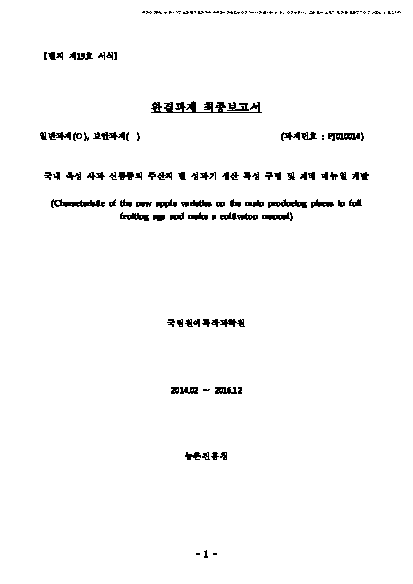 [별지 제19호 서식]
완결과제 최종보고서
일반과제(O), 보안과제(  )
(과제번호 : PJ010014)
국내 육성 사과 신품종의 주산지 별 성과기 생산 특성 구명 및 재배 매뉴얼 개발
(Characteristic of the new apple varieties on the main producing places in full
fruiting age and make a cultivation manual)
국립원예특작과학원
2014.02 ~ 2016.12
농촌진흥청
- 1 -